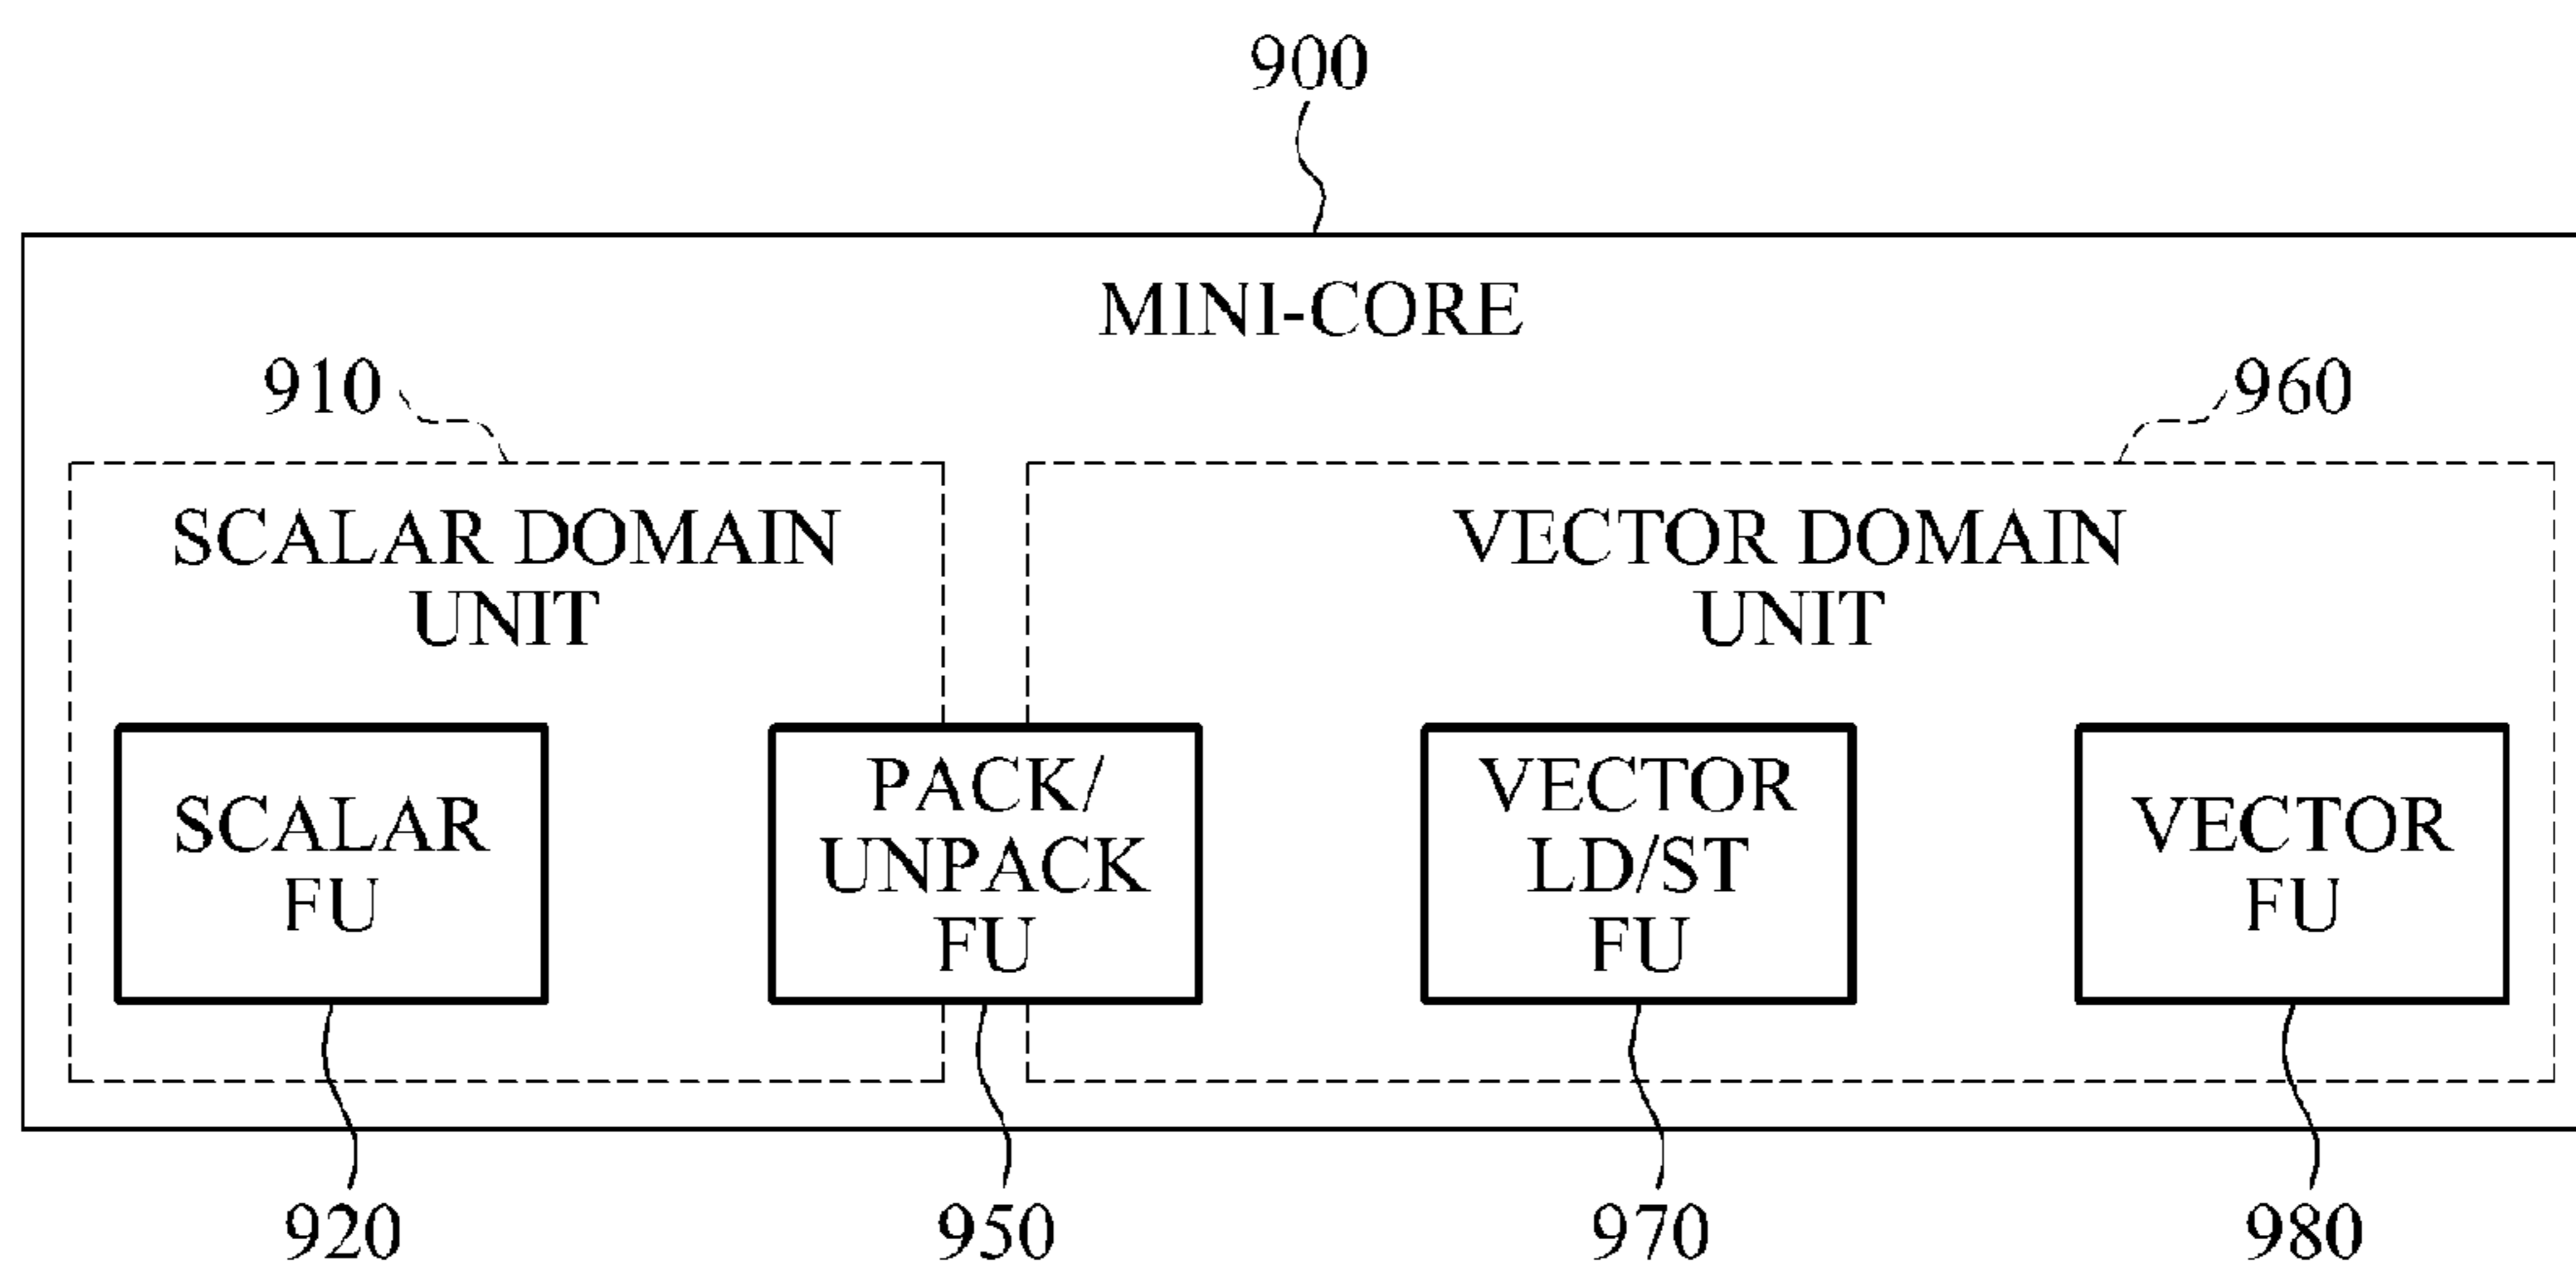 900
MINI-CORE
910
960
SCALAR DOMAIN
UNIT
VECTOR DOMAIN
UNIT
SCALAR
FU
PACK/
UNPACK
FU
VECTOR
LD/ST
FU
VECTOR
FU
920
950
970
980